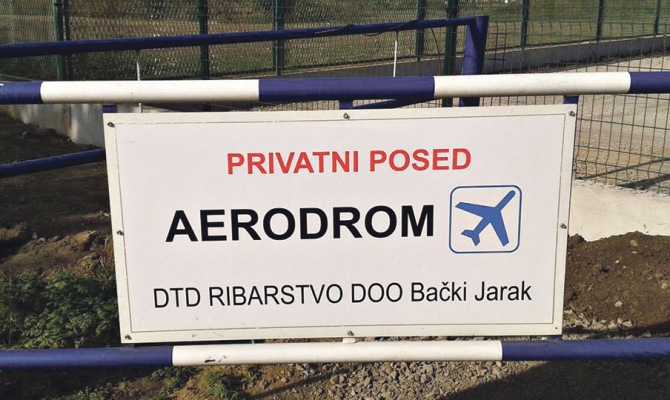 PRIVATNI POSED
AERODROM
DTD RIBARSTVO DOO Bački Jarak